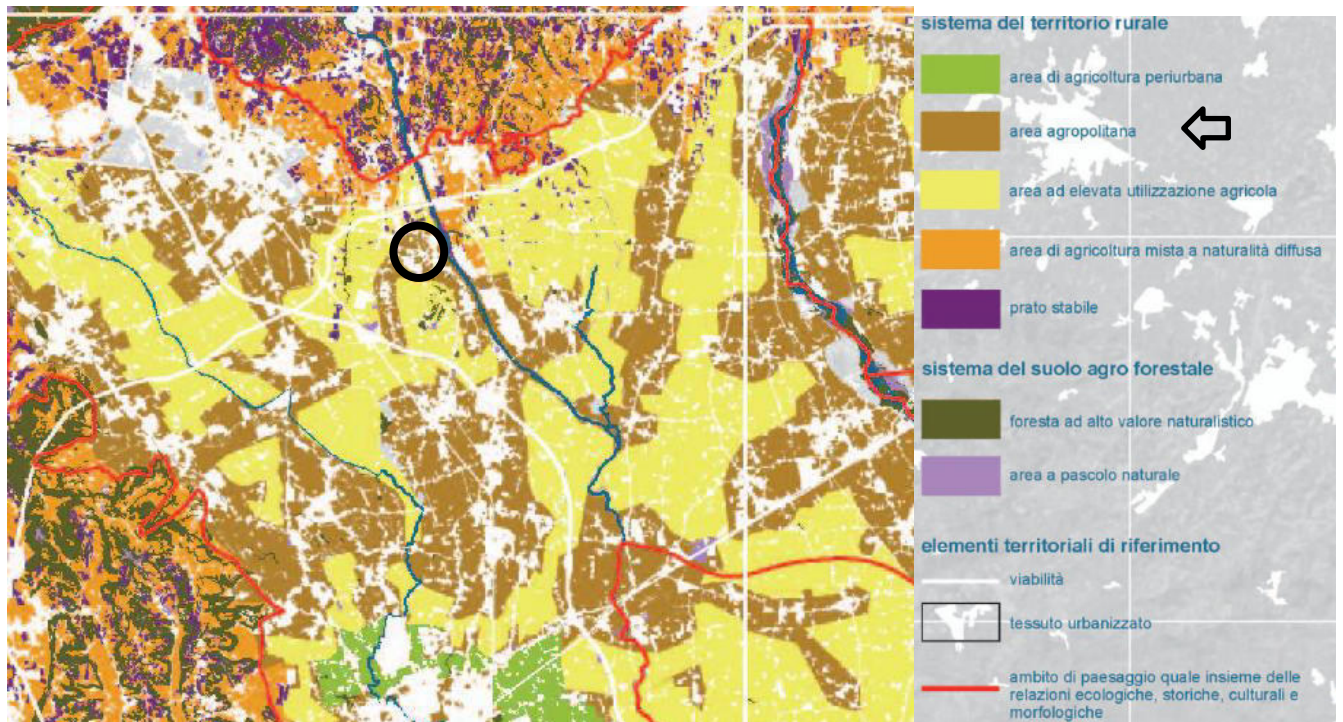 sistema del territorio rurale
area di agricoltura periurbana
area agropolitana
area ad elevata utilizzazione agricola
area di agricoltura mista a naturalità diffusa
prato stabile
sistema del suolo agro forestale
foresta ad alto valore naturalistico
area a pascolo naturale
elementi territoriali di riferimento
viabilità
tessuto urbanizzato
ambito di paesaggio quale insieme delle
relazioni ecologiche, storiche, culturali e
morfologiche